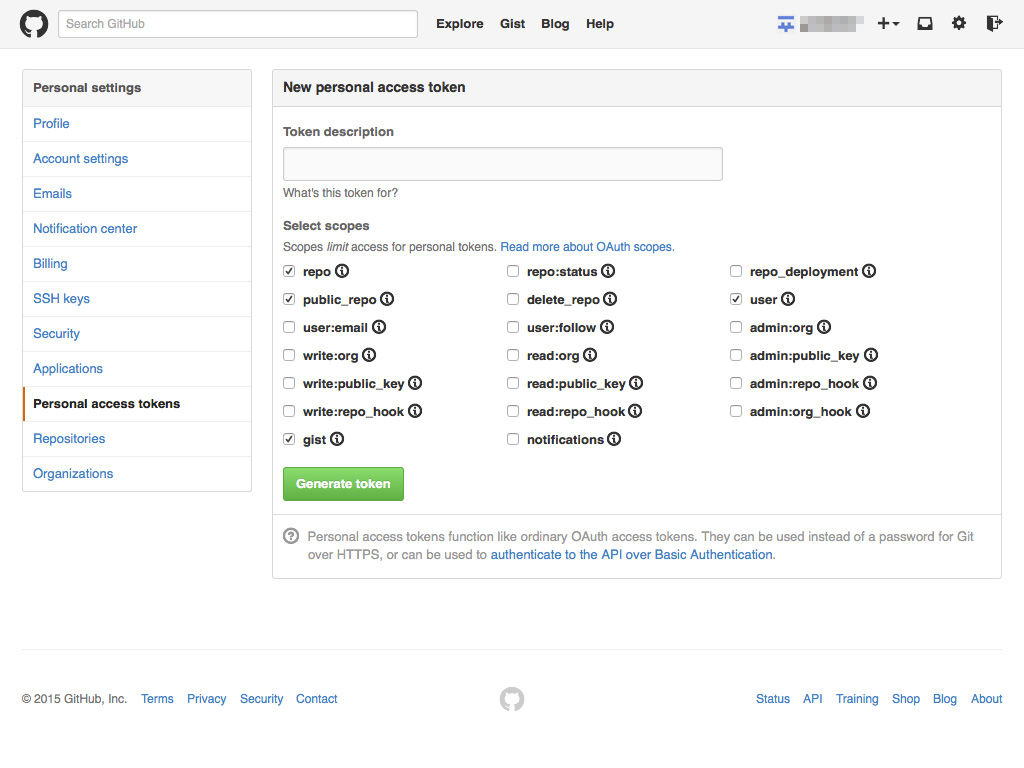 Search GitHub
Explore Gist Blog Help
Personal settings
Profile
Account settings
Emails
Notification center
Billing
SSH keys
Security
Applications
Personal access tokens
Repositories
Organizations
New personal access token
Token description
What's this token for?
Select scopes
Scopes limit access for personal tokens. Read more about OAuth scopes.
repo repo:status repo_deployment
public_repo delete_repo user
user:email user:follow admin:org
write:org read:org admin:public_key
write:public_key read:public_key admin:repo_hook
write:repo_hook read:repo_hook admin:org_hook
gist notifications
Generate token
Personal access tokens function like ordinary OAuth access tokens. They can be used instead of a password for Git
over HTTPS, or can be used to authenticate to the API over Basic Authentication.
© 2015 GitHub, Inc. Terms Privacy Security Contact
Status API Training Shop Blog About